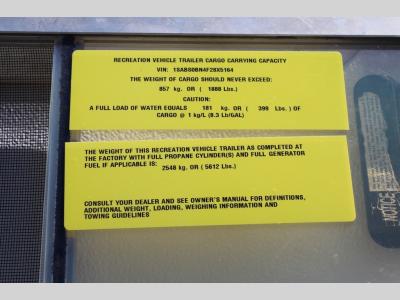 RECREATION VEHICLE TRAILER CARGO CARRYING CAPACITY
VIN: 1SABS0BN4F28X5164
THE WEIGHT OF CARGO SHOULD NEVER EXCEED:
857 kg. OR ( 1888 Lbs.)
CAUTION:
A FULL LOAD OF WATER EQUALS 181 kg. OR ( 399 Lbs. ) OF
CARGO @ 1 kg/L (8.3 Lb/GAL)
THE WEIGHT OF THIS RECREATION VEHICLE TRAILER AS COMPLETED AT
THE FACTORY WITH FULL PROPANE CYLINDER(S) AND FULL GENERATOR
FUEL IF APPLICABLE IS: 2548 kg. OR ( 5612 Lbs.)
CONSULT YOUR DEALER AND SEE OWNER'S MANUAL FOR DEFINITIONS,
ADDITIONAL WEIGHT, LOADING, WEIGHING INFORMATION AND
TOWING GUIDELINES
NOTICE